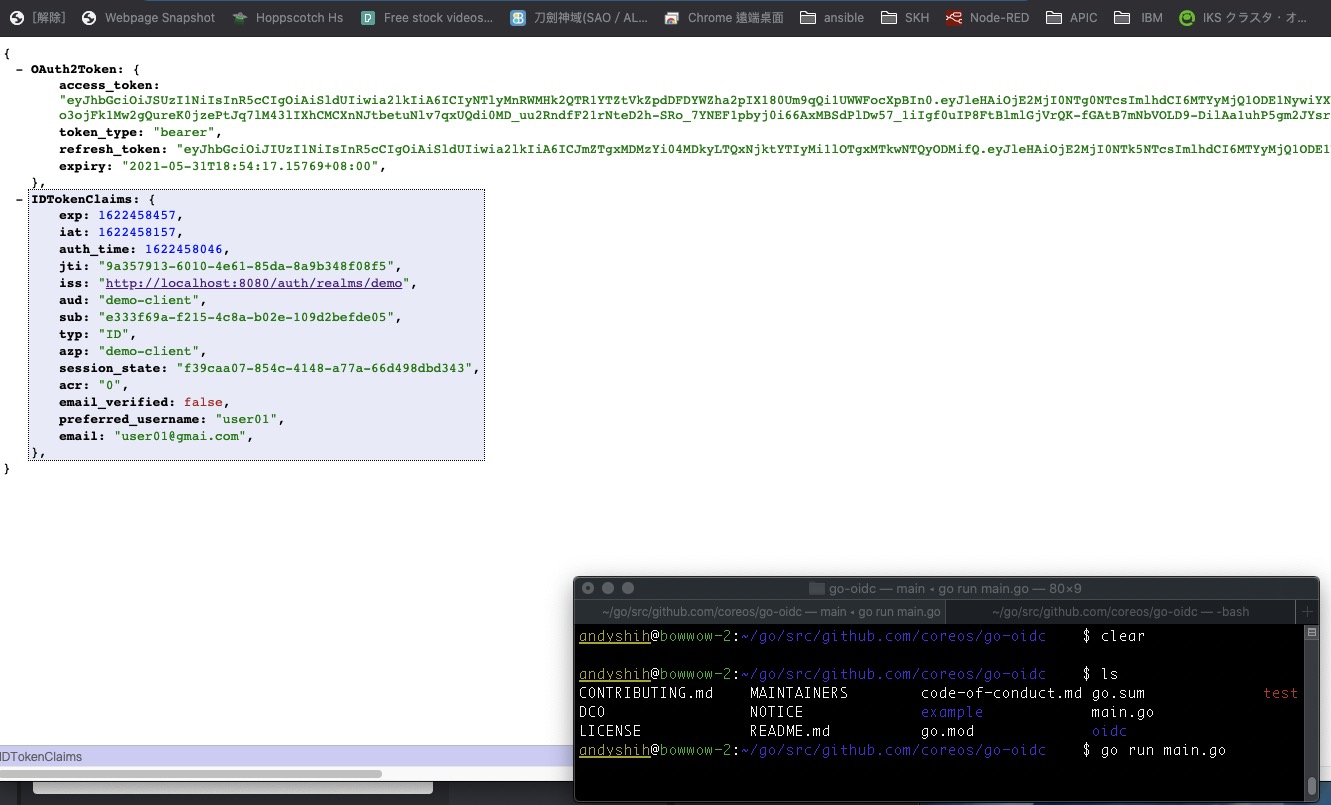 [解除] Webpage Snapshot Hoppscotch Hs Free stock videos... 刀劍神域(SAO / AL... Chrome 遠端桌面 ansible SKH Node-RED APIC IBM IKS クラスタ・オ...
{
– OAuth2Token: {
access_token:
token_type: "bearer",
refresh_token:
expiry: "2021-05-31T18:54:17.15769+08:00",
},
– IDTokenClaims: {
exp: 1622458457,
iat: 1622458157,
auth_time: 1622458046,
jti: "9a357913-6010-4e61-85da-8a9b348f08f5",
iss: "http://localhost:8080/auth/realms/demo",
aud: "demo-client",
sub: "e333f69a-f215-4c8a-b02e-109d2befde05",
typ: "ID",
azp: "demo-client",
session_state: "f39caa07-854c-4148-a77a-66d498dbd343",
acr: "0",
email_verified: false,
preferred_username: "user01",
email: "user01@gmai.com",
},
}
IDTokenClaims
go-oidc — main ◂ go run main.go — 80×9
~/go/src/github.com/coreos/go-oidc — main ◂ go run main.go ~/go/src/github.com/coreos/go-oidc — -bash +
andyshih@bowwow-2:~/go/src/github.com/coreos/go-oidc $ clear
andyshih@bowwow-2:~/go/src/github.com/coreos/go-oidc $ ls
CONTRIBUTING.md MAINTAINERS code-of-conduct.md go.sum test
DCO NOTICE example main.go
LICENSE README.md go.mod oidc
andyshih@bowwow-2:~/go/src/github.com/coreos/go-oidc $ go run main.go